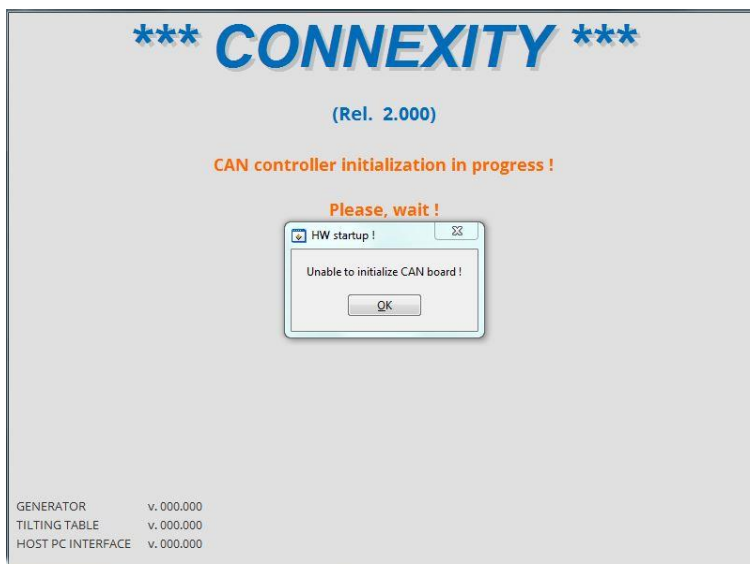 *** CONNEXITY ***
(Rel. 2.000)
CAN controller initialization in progress !
Please, wait !
HW startup !
Unable to initialize CAN board !
OK
GENERATOR v. 000.000
TILTING TABLE v. 000.000
HOST PC INTERFACE v. 000.000